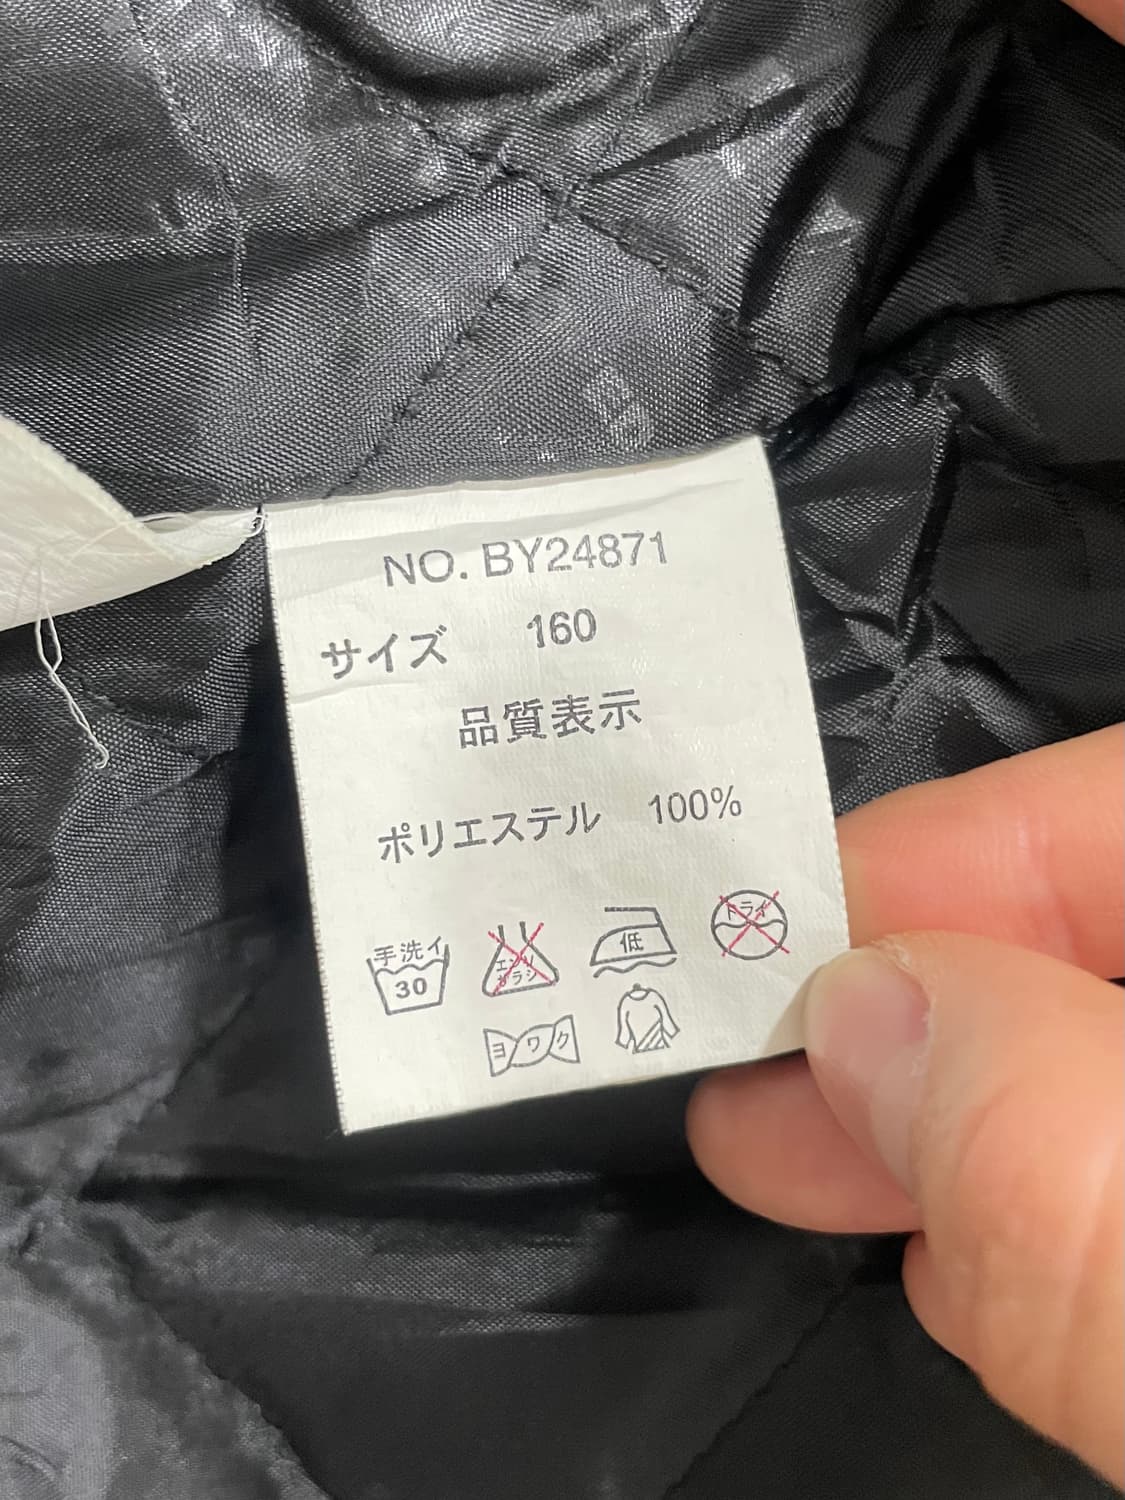 NO. BY24871
サイズ 160
品質表示
ポリエステル 100%
手洗イ
30
エンソ
サラシ
低
ドライ
ヨワク